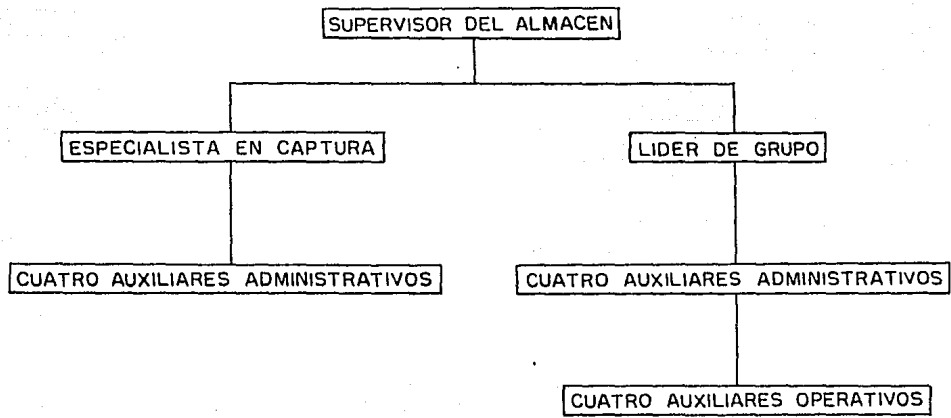 SUPERVISOR DEL ALMACEN
ESPECIALISTA EN CAPTURA
LIDER DE GRUPO
CUATRO AUXILIARES ADMINISTRATIVOS
CUATRO AUXILIARES ADMINISTRATIVOS
CUATRO AUXILIARES OPERATIVOS